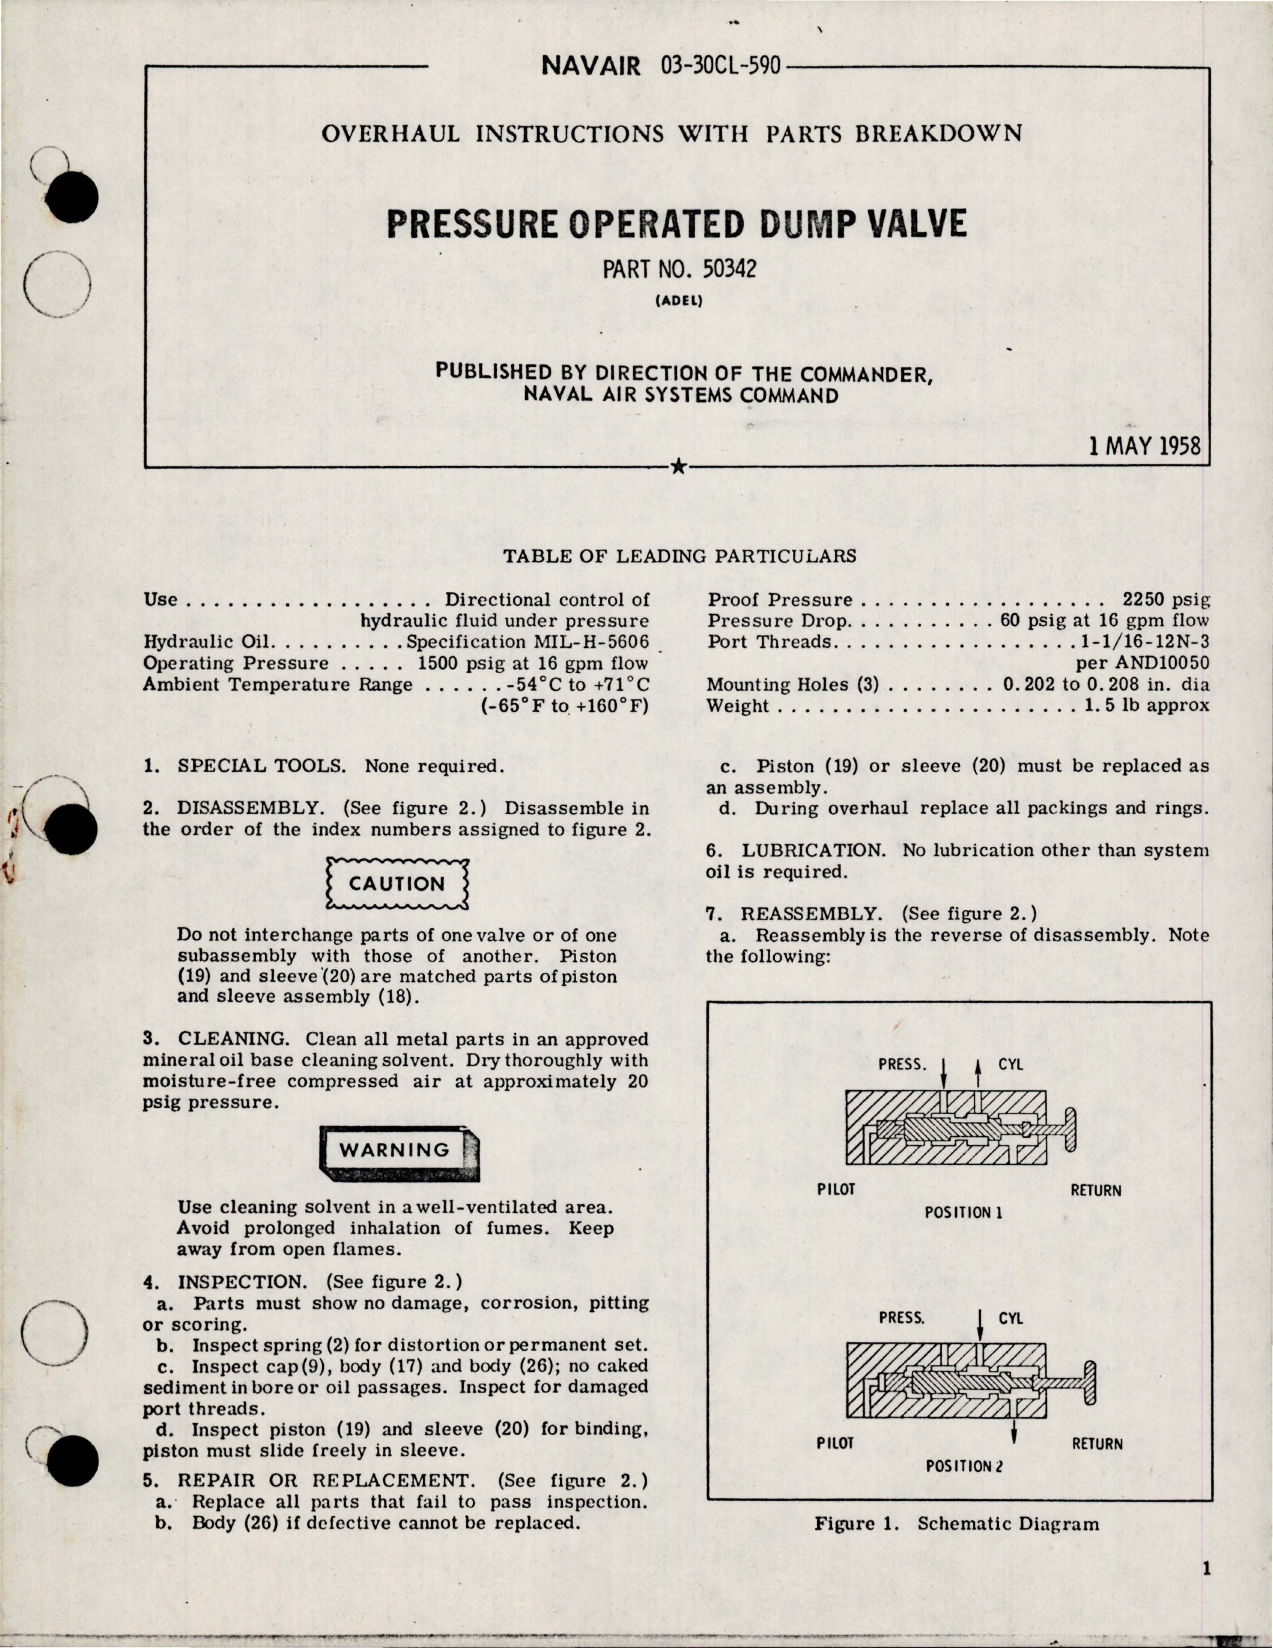 NAVAIR 03-30CL-590
OVERHAUL INSTRUCTIONS WITH PARTS BREAKDOWN
PRESSURE OPERATED DUMP VALVE
PART NO. 50342
(ADEL)
PUBLISHED BY DIRECTION OF THE COMMANDER,
NAVAL AIR SYSTEMS COMMAND
1 MAY 1958
TABLE OF LEADING PARTICULARS
Use . . . . . . . . . . . . . . . . . . Directional control of
hydraulic fluid under pressure
Hydraulic Oil. . . . . . . . . . Specification MIL-H-5606
Operating Pressure . . . . . 1500 psig at 16 gpm flow
Ambient Temperature Range . . . . . . -54°C to +71°C
(-65°F to +160°F)
Proof Pressure . . . . . . . . . . . . . . . . . . 2250 psig
Pressure Drop. . . . . . . . . . . 60 psig at 16 gpm flow
Port Threads. . . . . . . . . . . . . . . . . . 1-1/16-12N-3
per AND10050
Mounting Holes (3) . . . . . . . . 0.202 to 0.208 in. dia
Weight . . . . . . . . . . . . . . . . . . . . . . 1.5 lb approx
1. SPECIAL TOOLS. None required.
2. DISASSEMBLY. (See figure 2.) Disassemble in
the order of the index numbers assigned to figure 2.
CAUTION
Do not interchange parts of one valve or of one
subassembly with those of another. Piston
(19) and sleeve (20) are matched parts of piston
and sleeve assembly (18).
3. CLEANING. Clean all metal parts in an approved
mineral oil base cleaning solvent. Dry thoroughly with
moisture-free compressed air at approximately 20
psig pressure.
WARNING
Use cleaning solvent in a well-ventilated area.
Avoid prolonged inhalation of fumes. Keep
away from open flames.
4. INSPECTION. (See figure 2.)
a. Parts must show no damage, corrosion, pitting
or scoring.
b. Inspect spring (2) for distortion or permanent set.
c. Inspect cap (9), body (17) and body (26); no caked
sediment in bore or oil passages. Inspect for damaged
port threads.
d. Inspect piston (19) and sleeve (20) for binding,
piston must slide freely in sleeve.
5. REPAIR OR REPLACEMENT. (See figure 2.)
a. Replace all parts that fail to pass inspection.
b. Body (26) if defective cannot be replaced.
c. Piston (19) or sleeve (20) must be replaced as
an assembly.
d. During overhaul replace all packings and rings.
6. LUBRICATION. No lubrication other than system
oil is required.
7. REASSEMBLY. (See figure 2.)
a. Reassembly is the reverse of disassembly. Note
the following:
PRESS. CYL
PILOT RETURN
POSITION 1
PRESS. CYL
PILOT RETURN
POSITION 2
Figure 1. Schematic Diagram
1